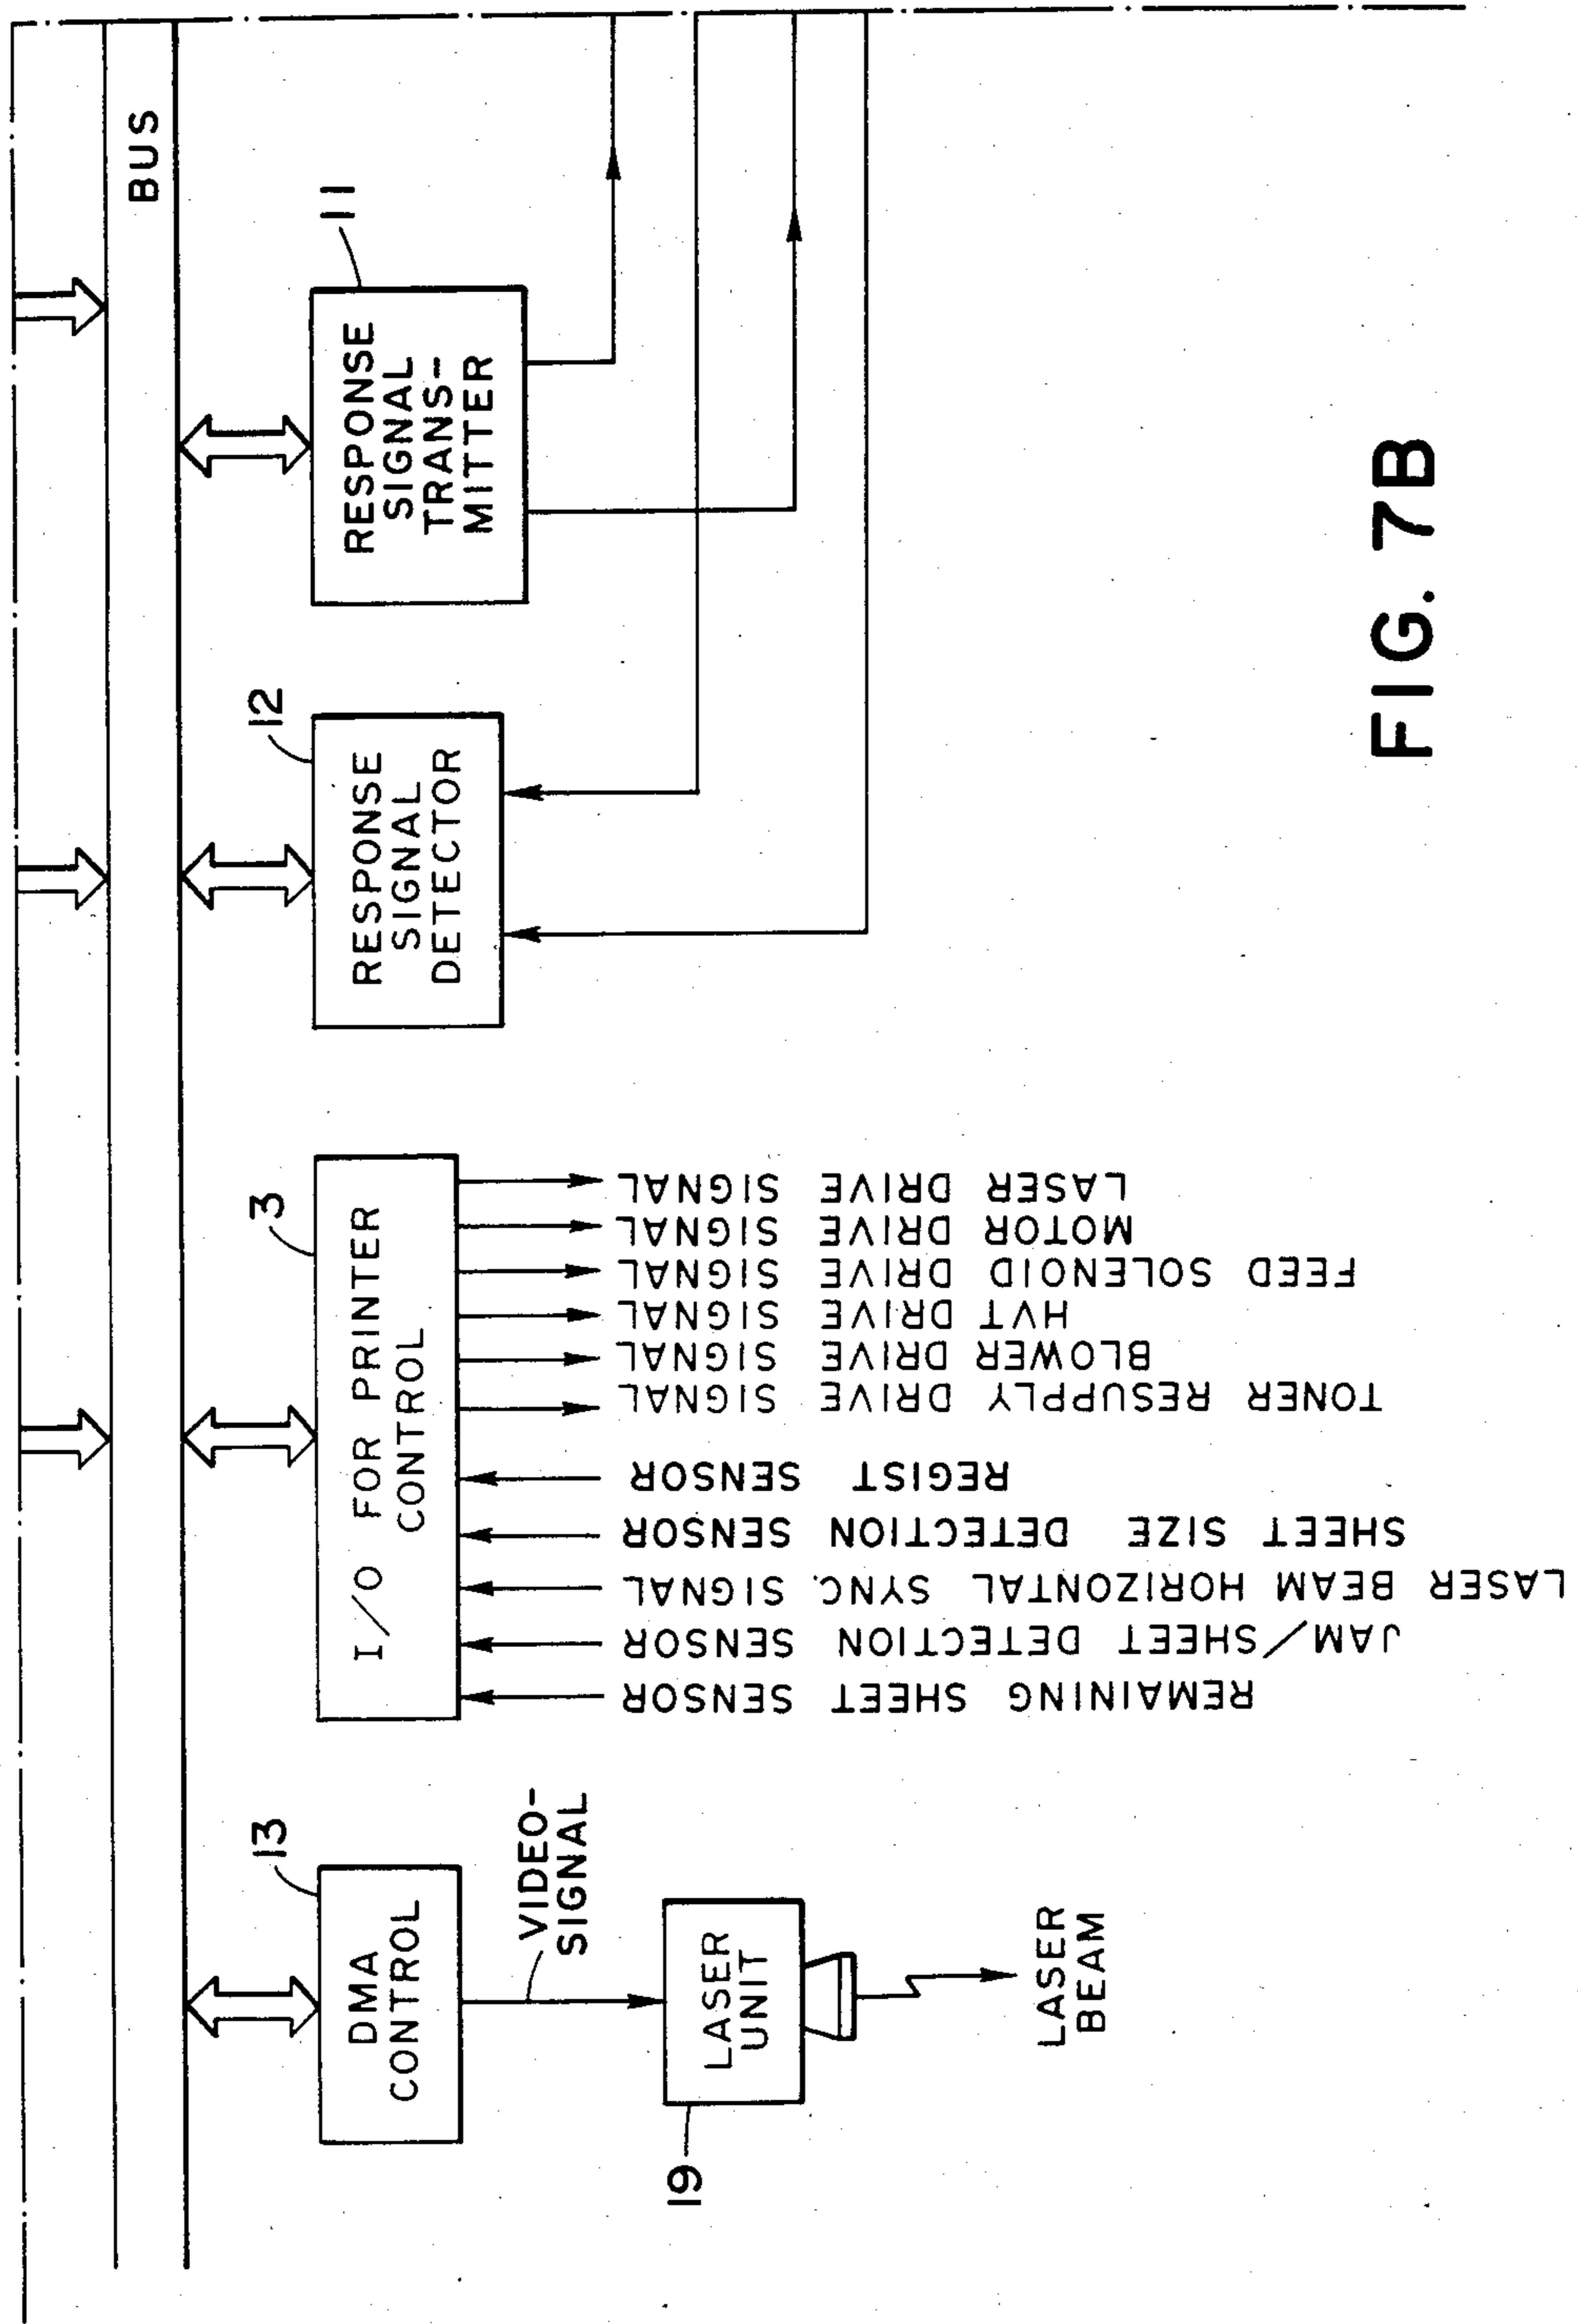 BUS
13
DMA
CONTROL
VIDEO-
SIGNAL
19
LASER
UNIT
LASER
BEAM
3
I/O FOR PRINTER
CONTROL
REMAINING SHEET SENSOR
JAM/SHEET DETECTION SENSOR
LASER BEAM HORIZONTAL SYNC. SIGNAL
SHEET SIZE DETECTION SENSOR
REGIST SENSOR
TONER RESUPPLY DRIVE SIGNAL
BLOWER DRIVE SIGNAL
HVT DRIVE SIGNAL
FEED SOLENOID DRIVE SIGNAL
MOTOR DRIVE SIGNAL
LASER DRIVE SIGNAL
12
RESPONSE
SIGNAL
DETECTOR
11
RESPONSE
SIGNAL
TRANS-
MITTER
FIG. 7B